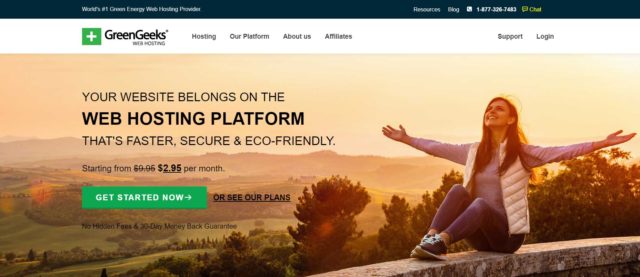 World's #1 Green Energy Web Hosting Provider.
Resources Blog 1-877-326-7483 Chat
GreenGeeks®
WEB HOSTING
Hosting Our Platform About us Affiliates
Support Login
YOUR WEBSITE BELONGS ON THE
WEB HOSTING PLATFORM
THAT'S FASTER, SECURE & ECO-FRIENDLY.
Starting from $9.95 $2.95 per month.
GET STARTED NOW→ OR SEE OUR PLANS
No Hidden Fees & 30-Day Money Back Guarantee